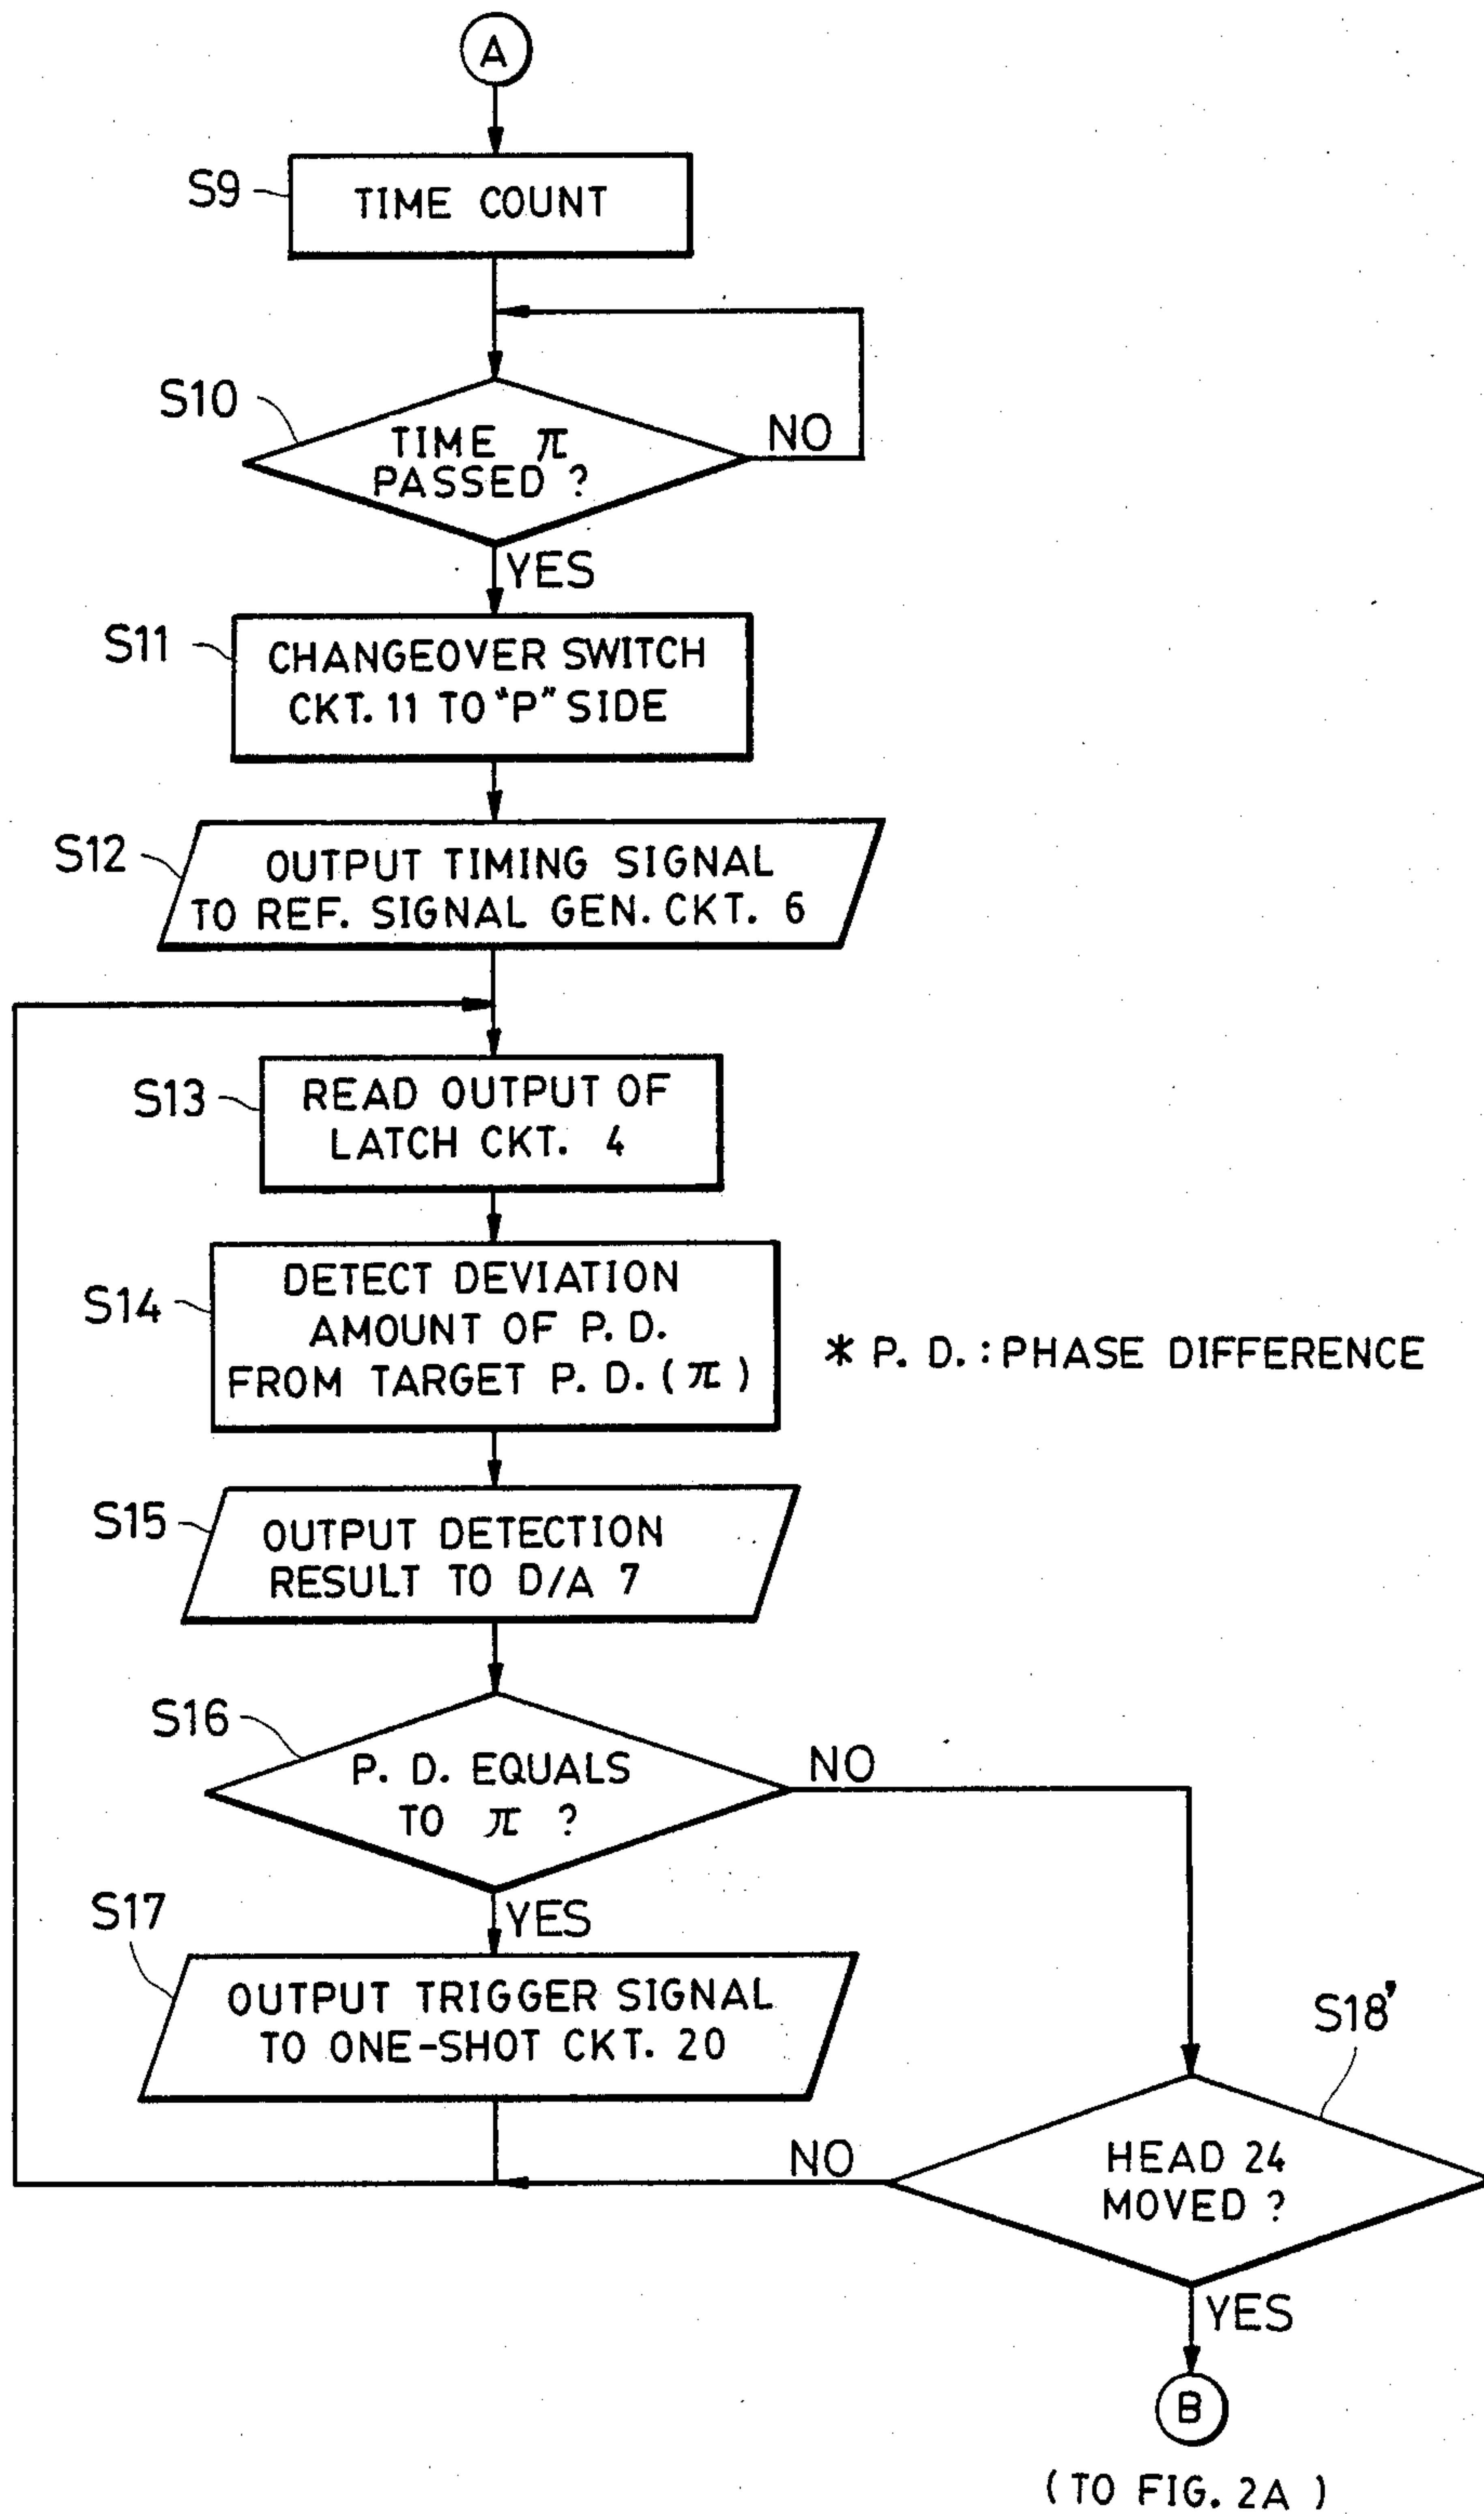 A
S9
TIME COUNT
S10
TIME π
PASSED ?
NO
YES
S11
CHANGEOVER SWITCH
CKT. 11 TO "P" SIDE
S12
OUTPUT TIMING SIGNAL
TO REF. SIGNAL GEN. CKT. 6
S13
READ OUTPUT OF
LATCH CKT. 4
S14
DETECT DEVIATION
AMOUNT OF P. D.
FROM TARGET P. D. (π)
* P. D. : PHASE DIFFERENCE
S15
OUTPUT DETECTION
RESULT TO D/A 7
S16
P. D. EQUALS
TO π ?
NO
YES
S17
OUTPUT TRIGGER SIGNAL
TO ONE-SHOT CKT. 20
S18'
HEAD 24
MOVED ?
NO
YES
B
(TO FIG. 2A)